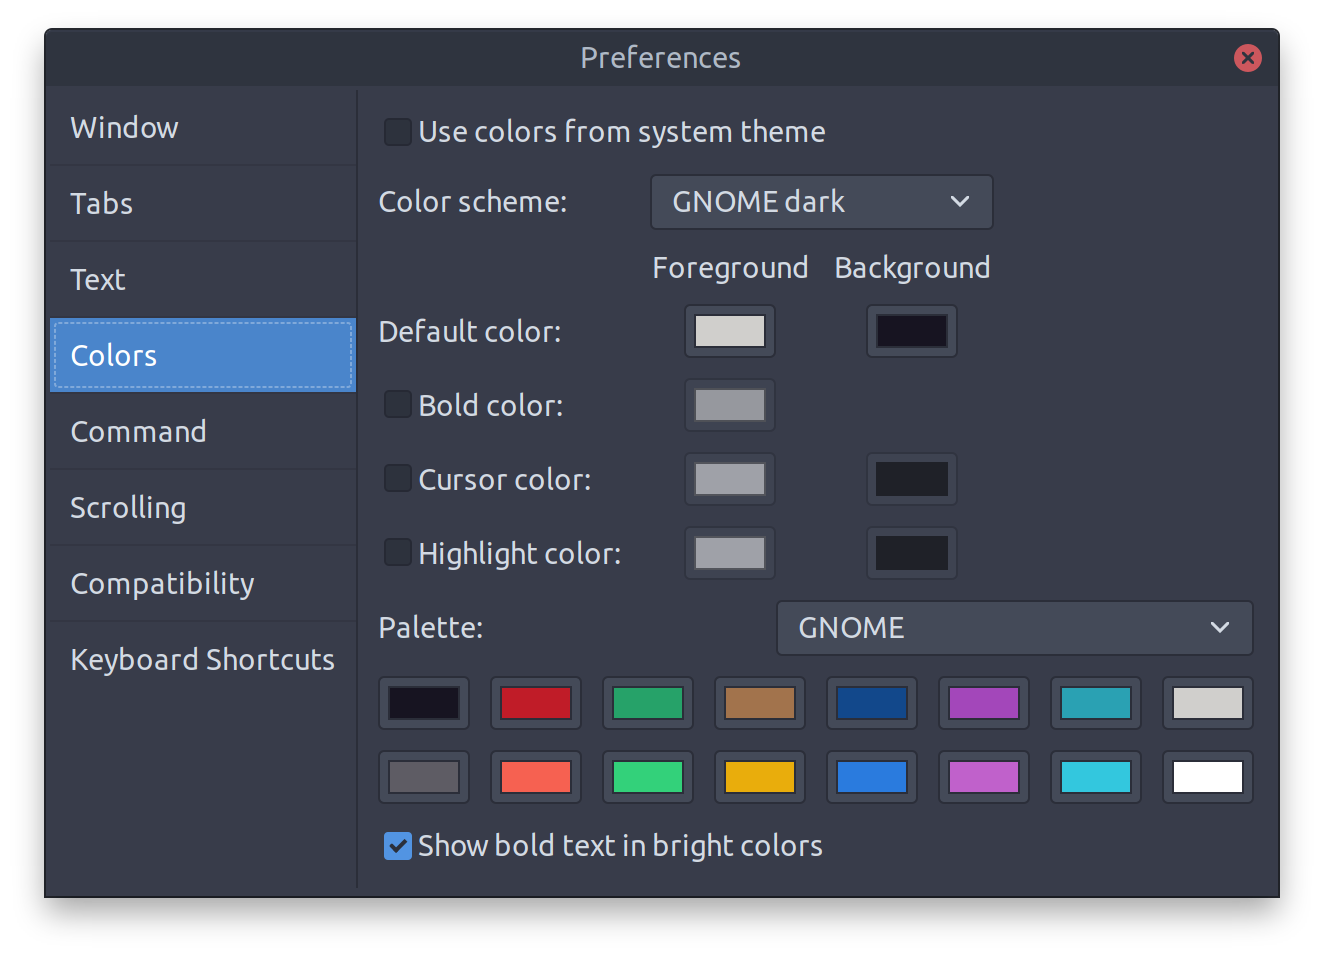 Preferences
Window
Tabs
Text
Colors
Command
Scrolling
Compatibility
Keyboard Shortcuts
Use colors from system theme
Color scheme: GNOME dark
Foreground Background
Default color:
Bold color:
Cursor color:
Highlight color:
Palette: GNOME
Show bold text in bright colors